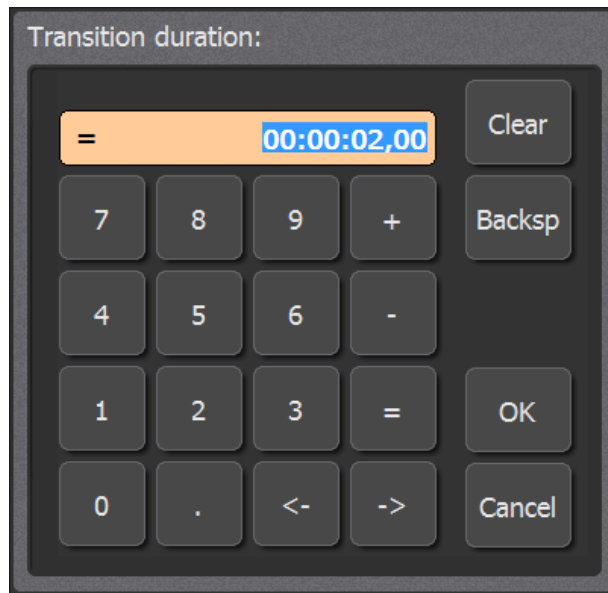 Transition duration:
= 00:00:02,00 Clear
7 8 9 + Backsp
4 5 6 -
1 2 3 = OK
0 . <- -> Cancel